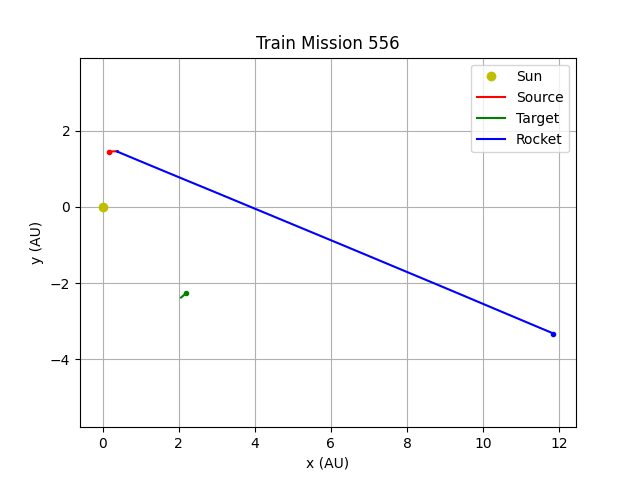 Train Mission 556
Sun
Source
Target
Rocket
y (AU)
2
0
−2
−4
0
2
4
6
8
10
12
x (AU)